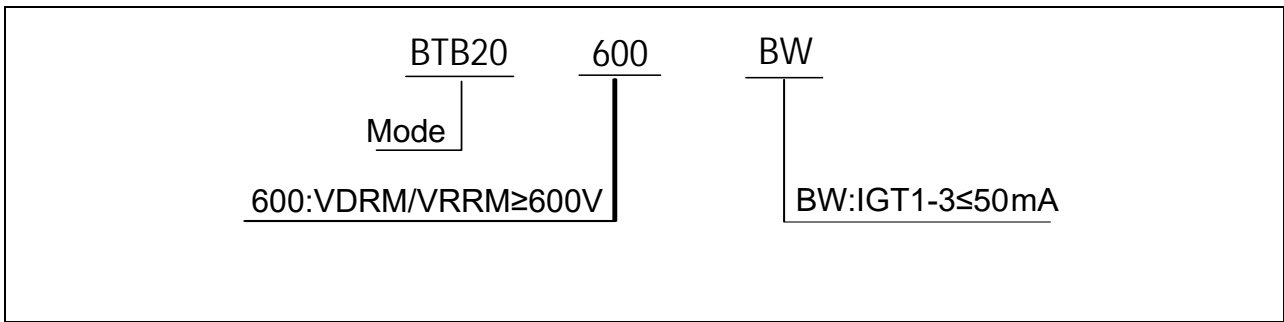 BTB20 600 BW
Mode
600:VDRM/VRRM≥600V BW:IGT1-3≤50mA